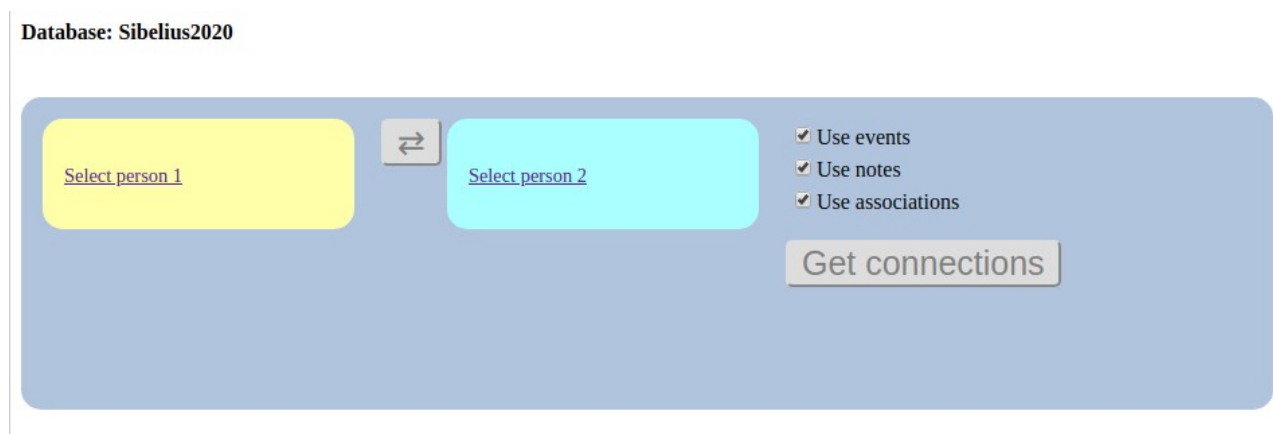 Database: Sibelius2020
Select person 1
⇄
Select person 2
Use events
Use notes
Use associations
Get connections